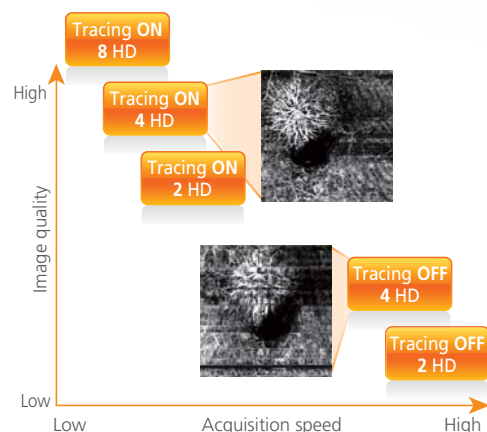 Tracing ON
8 HD
High
Tracing ON
4 HD
Tracing ON
2 HD
Image quality
Tracing OFF
4 HD
Tracing OFF
2 HD
Low
Low
Acquisition speed
High